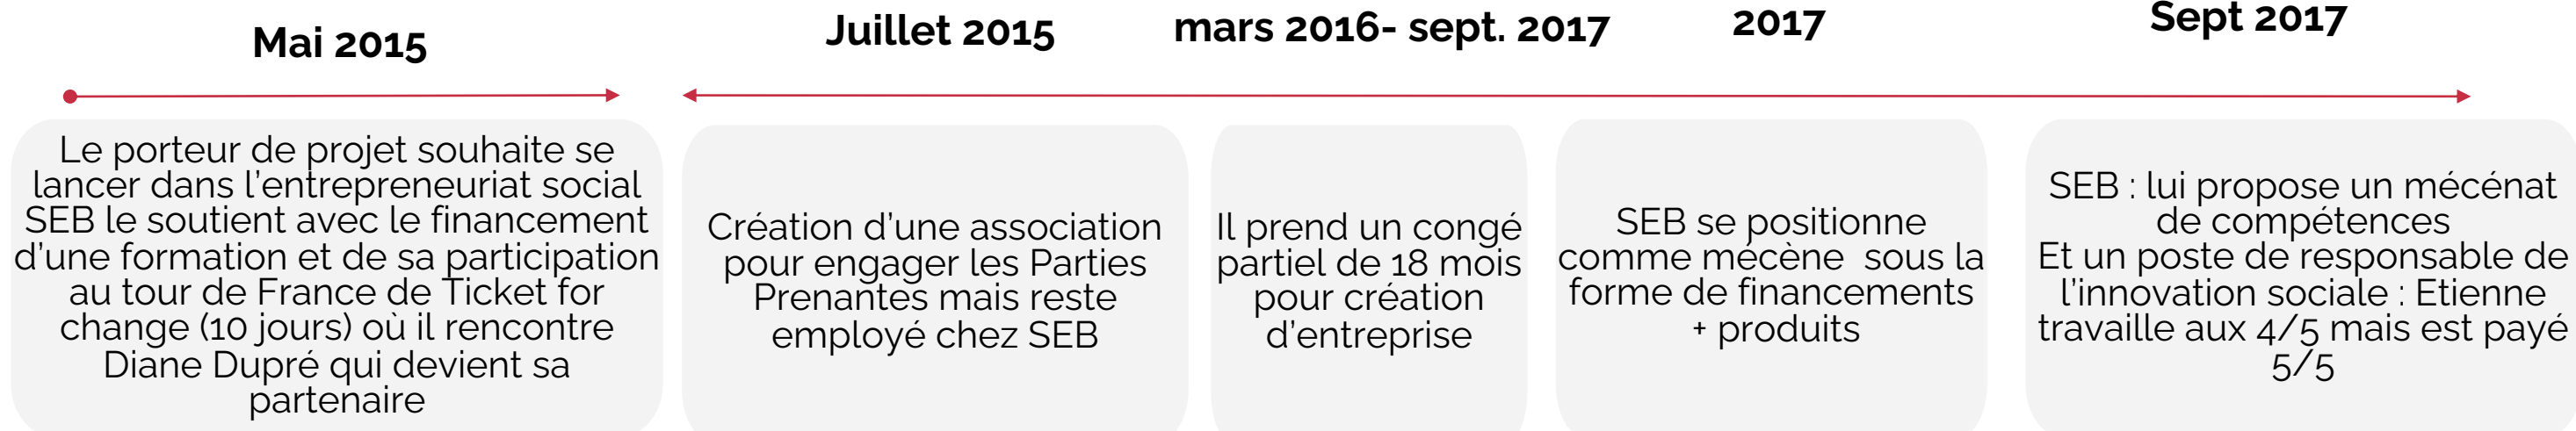 Mai 2015
Le porteur de projet souhaite se
lancer dans l'entrepreneuriat social
SEB le soutient avec le financement
d'une formation et de sa participation
au tour de France de Ticket for
change (10 jours) où il rencontre
Diane Dupré qui devient sa
partenaire
Juillet 2015
Création d'une association
pour engager les Parties
Prenantes mais reste
employé chez SEB
mars 2016- sept. 2017
Il prend un congé
partiel de 18 mois
pour création
d'entreprise
2017
SEB se positionne
comme mécène sous la
forme de financements
+ produits
Sept 2017
SEB : lui propose un mécénat
de compétences
Et un poste de responsable de
l'innovation sociale : Etienne
travaille aux 4/5 mais est payé
5/5